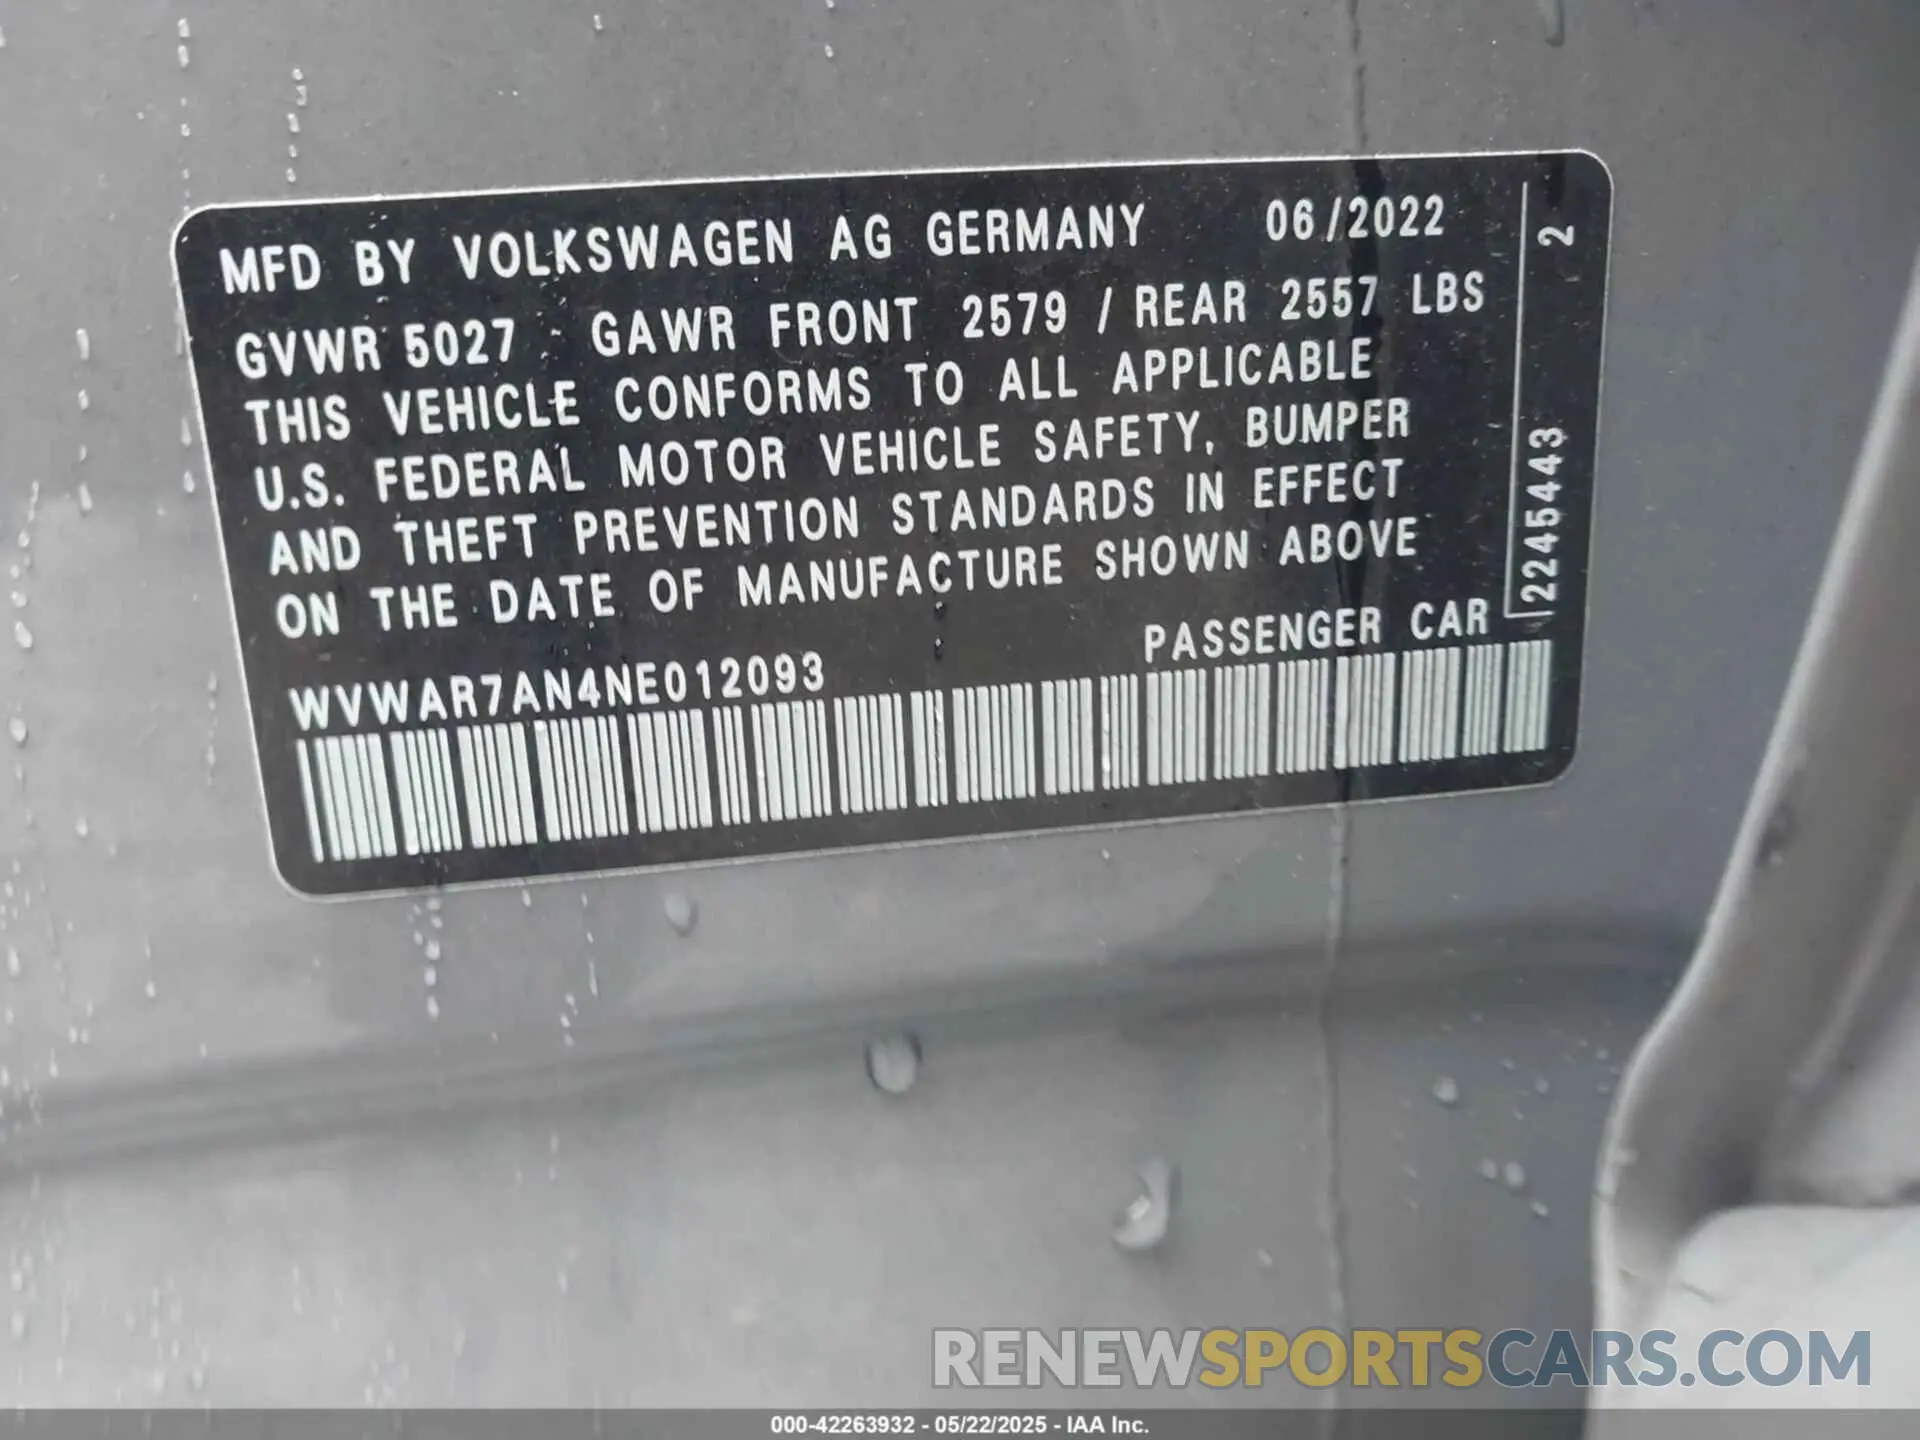 MFD BY VOLKSWAGEN AG GERMANY 06/2022
GVWR 5027 GAWR FRONT 2579 / REAR 2557 LBS
THIS VEHICLE CONFORMS TO ALL APPLICABLE
U.S. FEDERAL MOTOR VEHICLE SAFETY, BUMPER
AND THEFT PREVENTION STANDARDS IN EFFECT
ON THE DATE OF MANUFACTURE SHOWN ABOVE
WVWAR7AN4NE012093 PASSENGER CAR
2245443 2
RENEWSPORTSCARS.COM
000-42263932 - 05/22/2025 - IAA Inc.